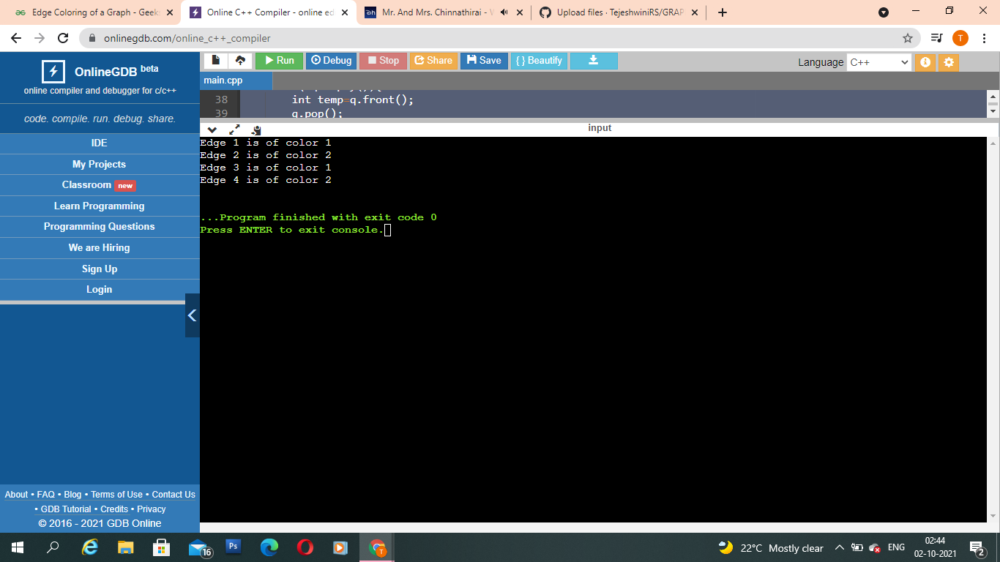 Edge Coloring of a Graph - Geeks
Online C++ Compiler - online ed
Mr. And Mrs. Chinnathirai - W
Upload files · TejeshwiniRS/GRAP
onlinegdb.com/online_c++_compiler
T
OnlineGDB beta
online compiler and debugger for c/c++
code. compile. run. debug. share.
IDE
My Projects
Classroom new
Learn Programming
Programming Questions
We are Hiring
Sign Up
Login
About • FAQ • Blog • Terms of Use • Contact Us
• GDB Tutorial • Credits • Privacy
© 2016 - 2021 GDB Online
Run Debug Stop Share Save { } Beautify
Language C++
main.cpp
38 int temp=q.front();
39 q.pop();
input
Edge 1 is of color 1
Edge 2 is of color 2
Edge 3 is of color 1
Edge 4 is of color 2
...Program finished with exit code 0
Press ENTER to exit console.
16
Ps
T
22°C Mostly clear
ENG
02:44
02-10-2021
2